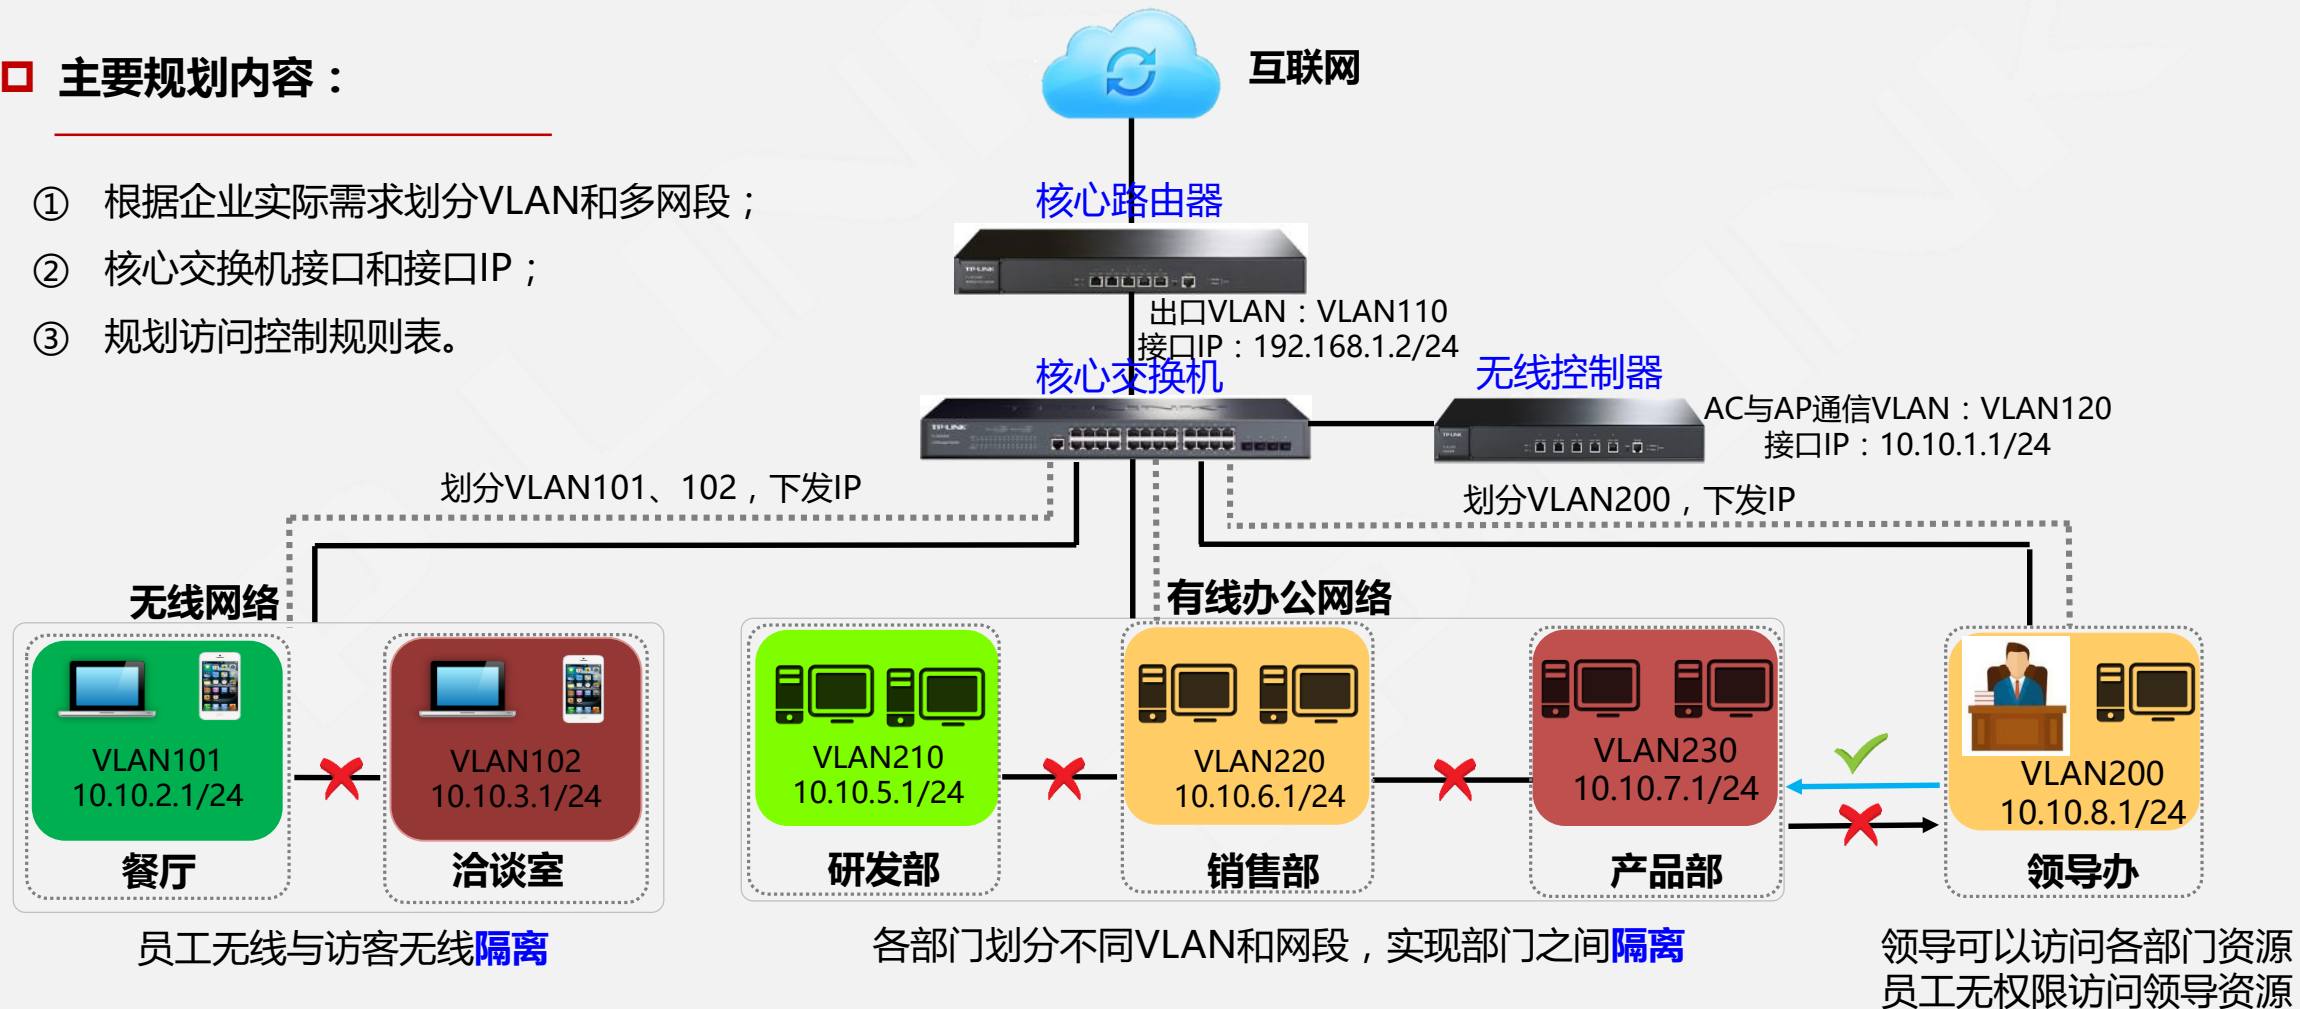 主要规划内容：
① 根据企业实际需求划分VLAN和多网段；
② 核心交换机接口和接口IP；
③ 规划访问控制规则表。
互联网
核心路由器
TP-LINK
出口VLAN：VLAN110
接口IP：192.168.1.2/24
核心交换机
TP-LINK
无线控制器
TP-LINK
AC与AP通信VLAN：VLAN120
接口IP：10.10.1.1/24
划分VLAN101、102，下发IP
划分VLAN200，下发IP
无线网络
有线办公网络
VLAN101
10.10.2.1/24
餐厅
VLAN102
10.10.3.1/24
洽谈室
VLAN210
10.10.5.1/24
研发部
VLAN220
10.10.6.1/24
销售部
VLAN230
10.10.7.1/24
产品部
VLAN200
10.10.8.1/24
领导办
员工无线与访客无线隔离
各部门划分不同VLAN和网段，实现部门之间隔离
领导可以访问各部门资源
员工无权限访问领导资源